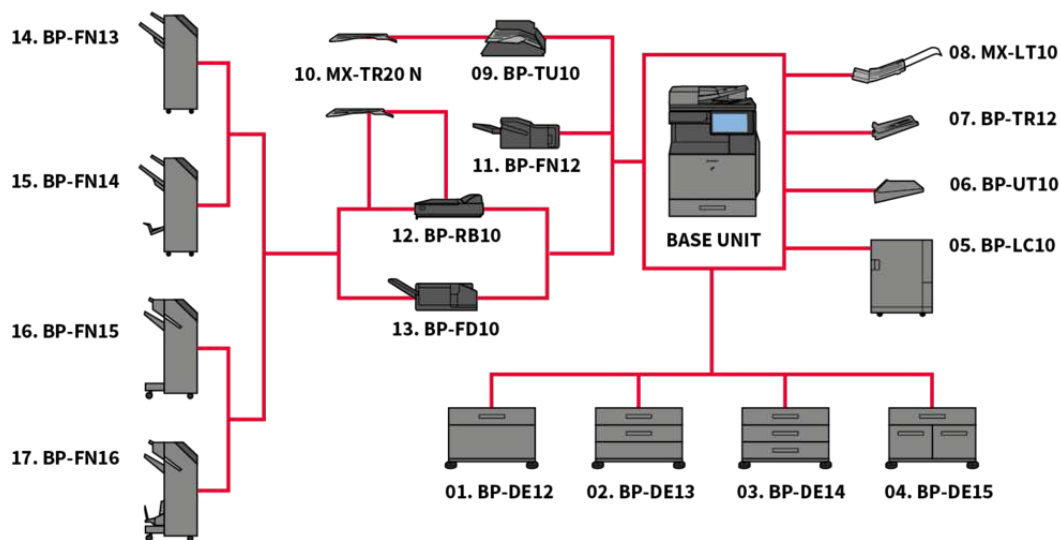 14. BP-FN13
10. MX-TR20 N
09. BP-TU10
08. MX-LT10
07. BP-TR12
11. BP-FN12
15. BP-FN14
12. BP-RB10
BASE UNIT
06. BP-UT10
05. BP-LC10
13. BP-FD10
16. BP-FN15
17. BP-FN16
01. BP-DE12
02. BP-DE13
03. BP-DE14
04. BP-DE15